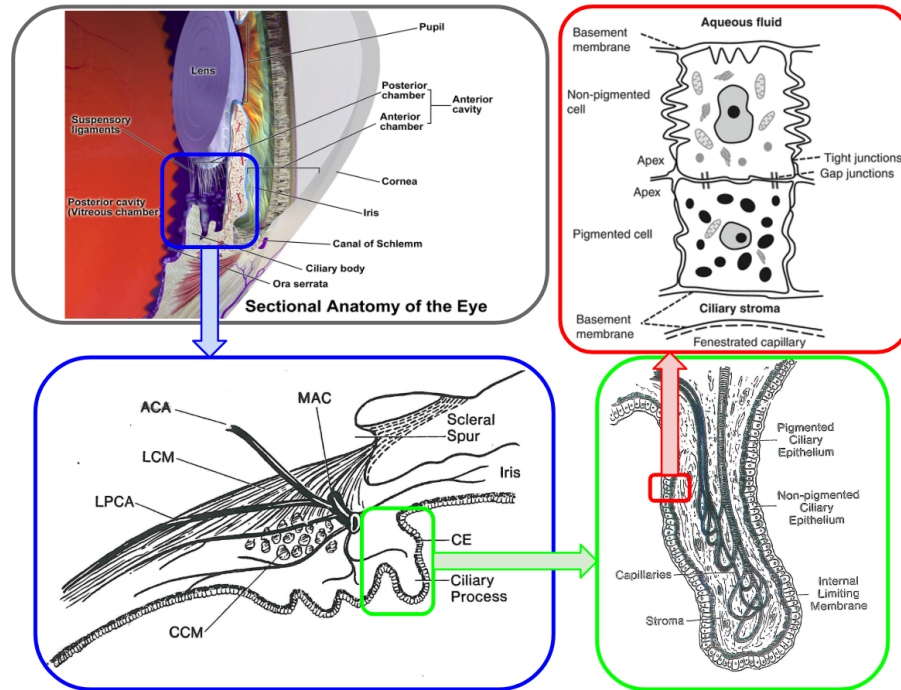 Pupil
Lens
Posterior
chamber
Anterior
cavity
Suspensory
ligaments
Anterior
chamber
Cornea
Posterior cavity
(Vitreous chamber)
Iris
Canal of Schlemm
Ciliary body
Ora serrata
Sectional Anatomy of the Eye
Aqueous fluid
Basement
membrane
Non-pigmented
cell
Apex
Tight junctions
Gap junctions
Apex
Pigmented cell
Ciliary stroma
Basement
membrane
Fenestrated capillary
ACA
MAC
Scleral
Spur
LCM
Iris
LPCA
CE
Ciliary
Process
CCM
Pigmented
Ciliary
Epithelium
Non-pigmented
Ciliary
Epithelium
Capillaries
Internal
Limiting
Membrane
Stroma